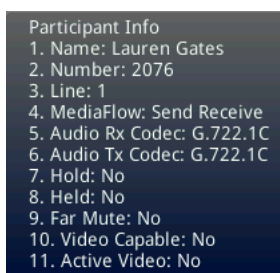 Participant Info
1. Name: Lauren Gates
2. Number: 2076
3. Line: 1
4. MediaFlow: Send Receive
5. Audio Rx Codec: G.722.1C
6. Audio Tx Codec: G.722.1C
7. Hold: No
8. Held: No
9. Far Mute: No
10. Video Capable: No
11. Active Video: No